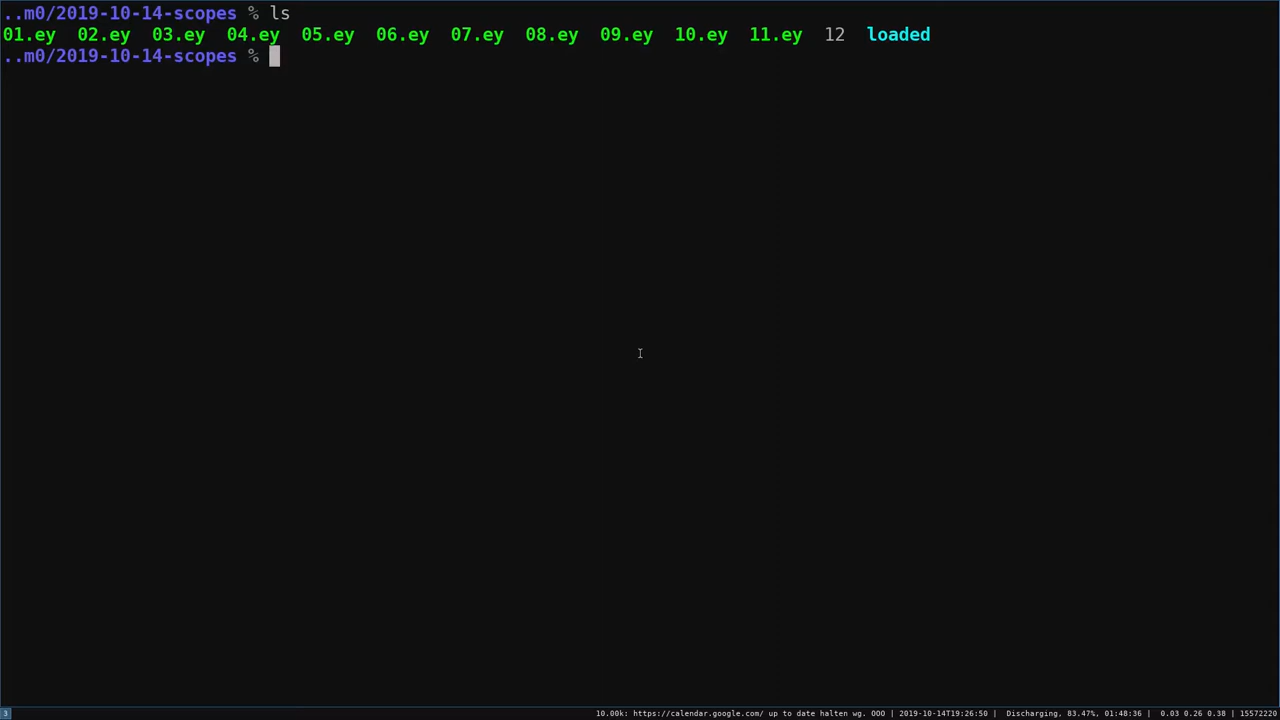 ..m0/2019-10-14-scopes % ls
01.ey  02.ey  03.ey  04.ey  05.ey  06.ey  07.ey  08.ey  09.ey  10.ey  11.ey  12  loaded
..m0/2019-10-14-scopes %
3
10.00k: https://calendar.google.com/ up to date halten wg. OOO | 2019-10-14T19:26:50 |  Discharging, 83.47%, 01:48:36 |  0.03 0.26 0.38 | 15572220